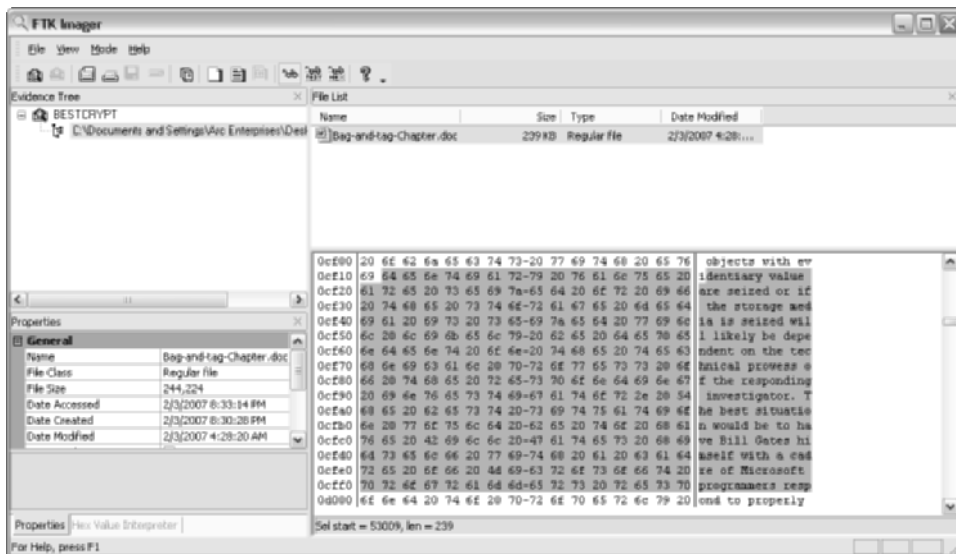 FTK Imager
File View Mode Help
Evidence Tree
BESTCRYPT
C:\Documents and Settings\Arc Enterprises\Desl
File List
Name Size Type Date Modified
Bag-and-tag-Chapter.doc 239 KB Regular file 2/3/2007 4:28:...
Properties
General
Name Bag-and-tag-Chapter.doc
File Class Regular file
File Size 244,224
Date Accessed 2/3/2007 8:33:14 PM
Date Created 2/3/2007 8:30:28 PM
Date Modified 2/3/2007 4:28:20 AM
0cf00 20 6f 62 6a 65 63 74 73-20 77 69 74 68 20 65 76 objects with ev
0cf10 69 64 65 6e 74 69 61 72-79 20 76 61 6c 75 65 20 identiary value
0cf20 61 72 65 20 73 65 69 7a-65 64 20 6f 72 20 69 66 are seized or if
0cf30 20 74 68 65 20 73 74 6f-72 61 67 65 20 6d 65 64 the storage med
0cf40 69 61 20 69 73 20 73 65-69 7a 65 64 20 77 69 6c ia is seized wil
0cf50 6c 20 6c 69 6b 65 6c 79-20 62 65 20 64 65 70 65 l likely be depe
0cf60 6e 64 65 6e 74 20 6f 6e-20 74 68 65 20 74 65 63 ndent on the tec
0cf70 68 6e 69 63 61 6c 20 70-72 6f 77 65 73 73 20 6f hnical prowess o
0cf80 66 20 74 68 65 20 72 65-73 70 6f 6e 64 69 6e 67 f the responding
0cf90 20 69 6e 76 65 73 74 69-67 61 74 6f 72 2e 20 54 investigator. T
0cfa0 68 65 20 62 65 73 74 20-73 69 74 75 61 74 69 6f he best situatio
0cfb0 6e 20 77 6f 75 6c 64 20-62 65 20 74 6f 20 68 61 n would be to ha
0cfc0 76 65 20 42 69 6c 6c 20-47 61 74 65 73 20 68 69 ve Bill Gates hi
0cfd0 6d 73 65 6c 66 20 77 69-74 68 20 61 20 63 61 64 mself with a cad
0cfe0 72 65 20 6f 66 20 4d 69-63 72 6f 73 6f 66 74 20 re of Microsoft
0cff0 70 72 6f 67 72 61 6d 6d-65 72 73 20 72 65 73 70 programmers resp
0d000 6f 6e 64 20 74 6f 20 70-72 6f 70 65 72 6c 79 20 ond to properly
Properties Hex Value Interpreter
Sel start = 53009, len = 239
For Help, press F1